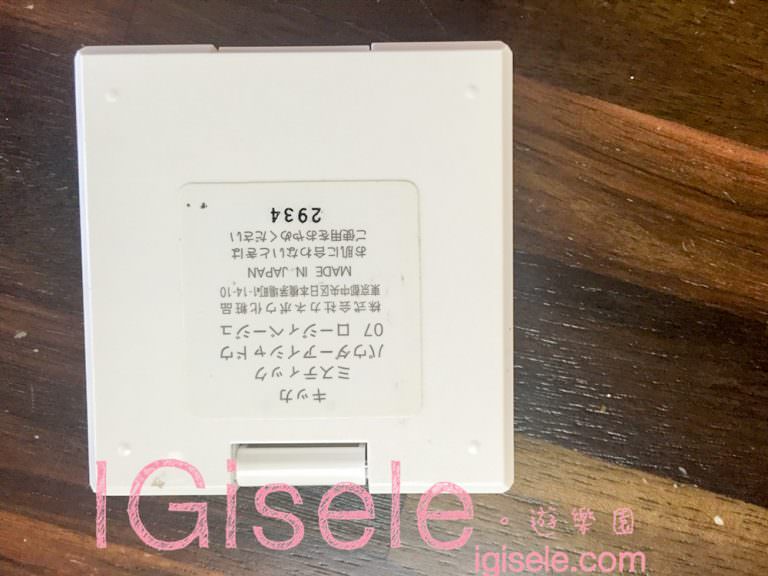 キッカ
ミスティック
パウダーアイシャドウ
07 ロージィベージュ
株式会社カネボウ化粧品
東京都中央区日本橋茅場町1-14-10
MADE IN JAPAN
お肌に合わないときは
ご使用をおやめください
2934
IGisele。遊樂園
igisele.com